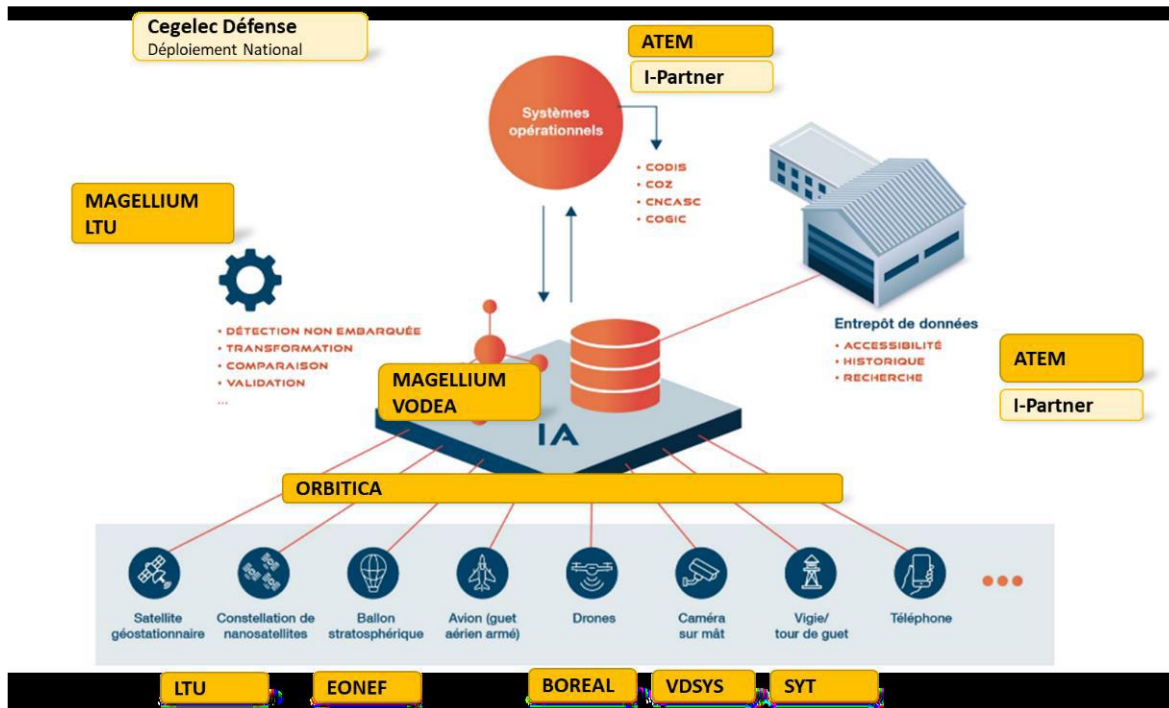 Cegelec Défense
Déploiement National
ATEM
I-Partner
Systèmes
opérationnels
• CODIS
• COZ
• CNCASC
• COGIC
MAGELLIUM
LTU
• DÉTECTION NON EMBARQUÉE
• TRANSFORMATION
• COMPARAISON
• VALIDATION
...
Entrepôt de données
• ACCESSIBILITÉ
• HISTORIQUE
• RECHERCHE
ATEM
I-Partner
MAGELLIUM
VODEA
IA
ORBITICA
Satellite
géostationnaire
Constellation de
nanosatellites
Ballon
stratosphérique
Avion (guet
aérien armé)
Drones
Caméra
sur mât
Vigie/
tour de guet
Téléphone
LTU
EONEF
BOREAL
VDSYS
SYT